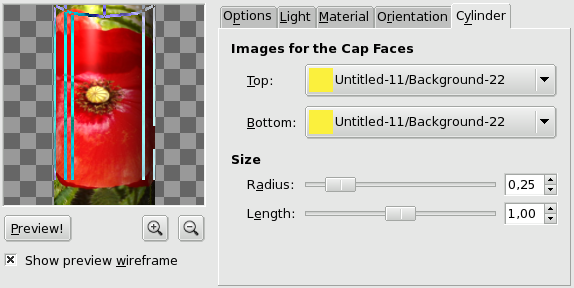 Options Light Material Orientation Cylinder
Images for the Cap Faces
Top: Untitled-11/Background-22
Bottom: Untitled-11/Background-22
Size
Radius: 0,25
Length: 1,00
Preview!
Show preview wireframe